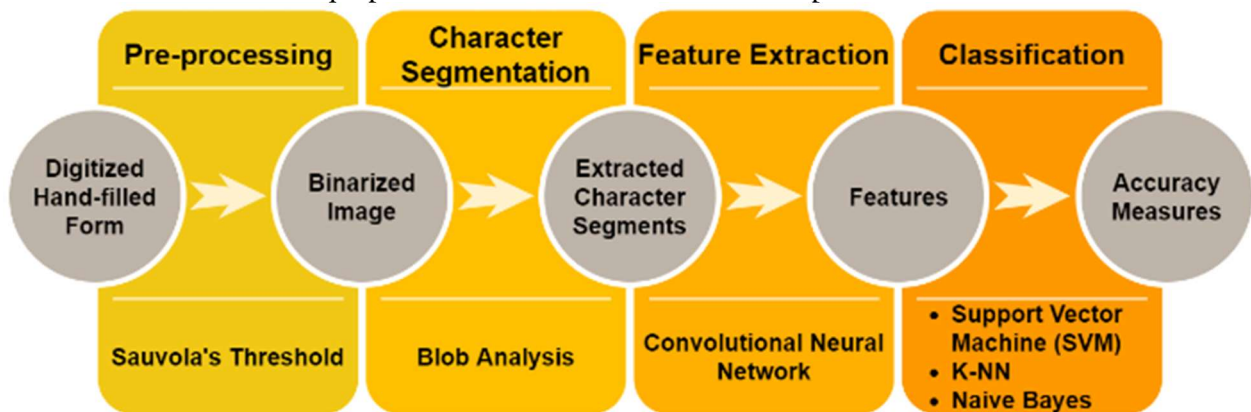 Pre-processing
Character
Segmentation
Feature Extraction
Classification
Digitized
Hand-filled
Form
Binarized
Image
Extracted
Character
Segments
Features
Accuracy
Measures
Sauvola's Threshold
Blob Analysis
Convolutional Neural
Network
• Support Vector
Machine (SVM)
• K-NN
• Naive Bayes